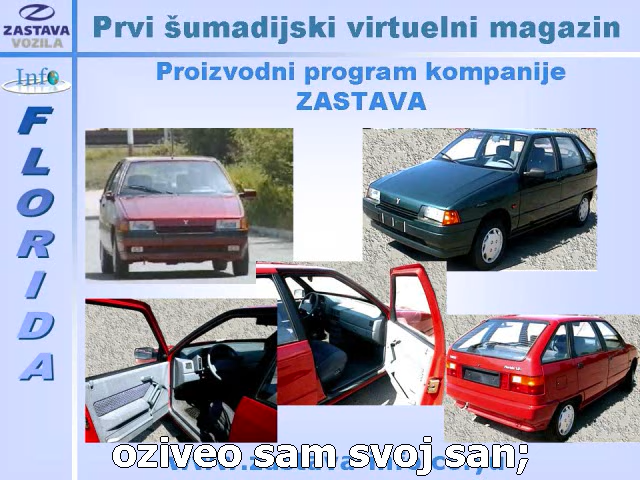 ZASTAVA
VOZILA
Prvi šumadijski virtuelni magazin
Info
Proizvodni program kompanije
ZASTAVA
FLORIDA
oziveo sam svoj san;